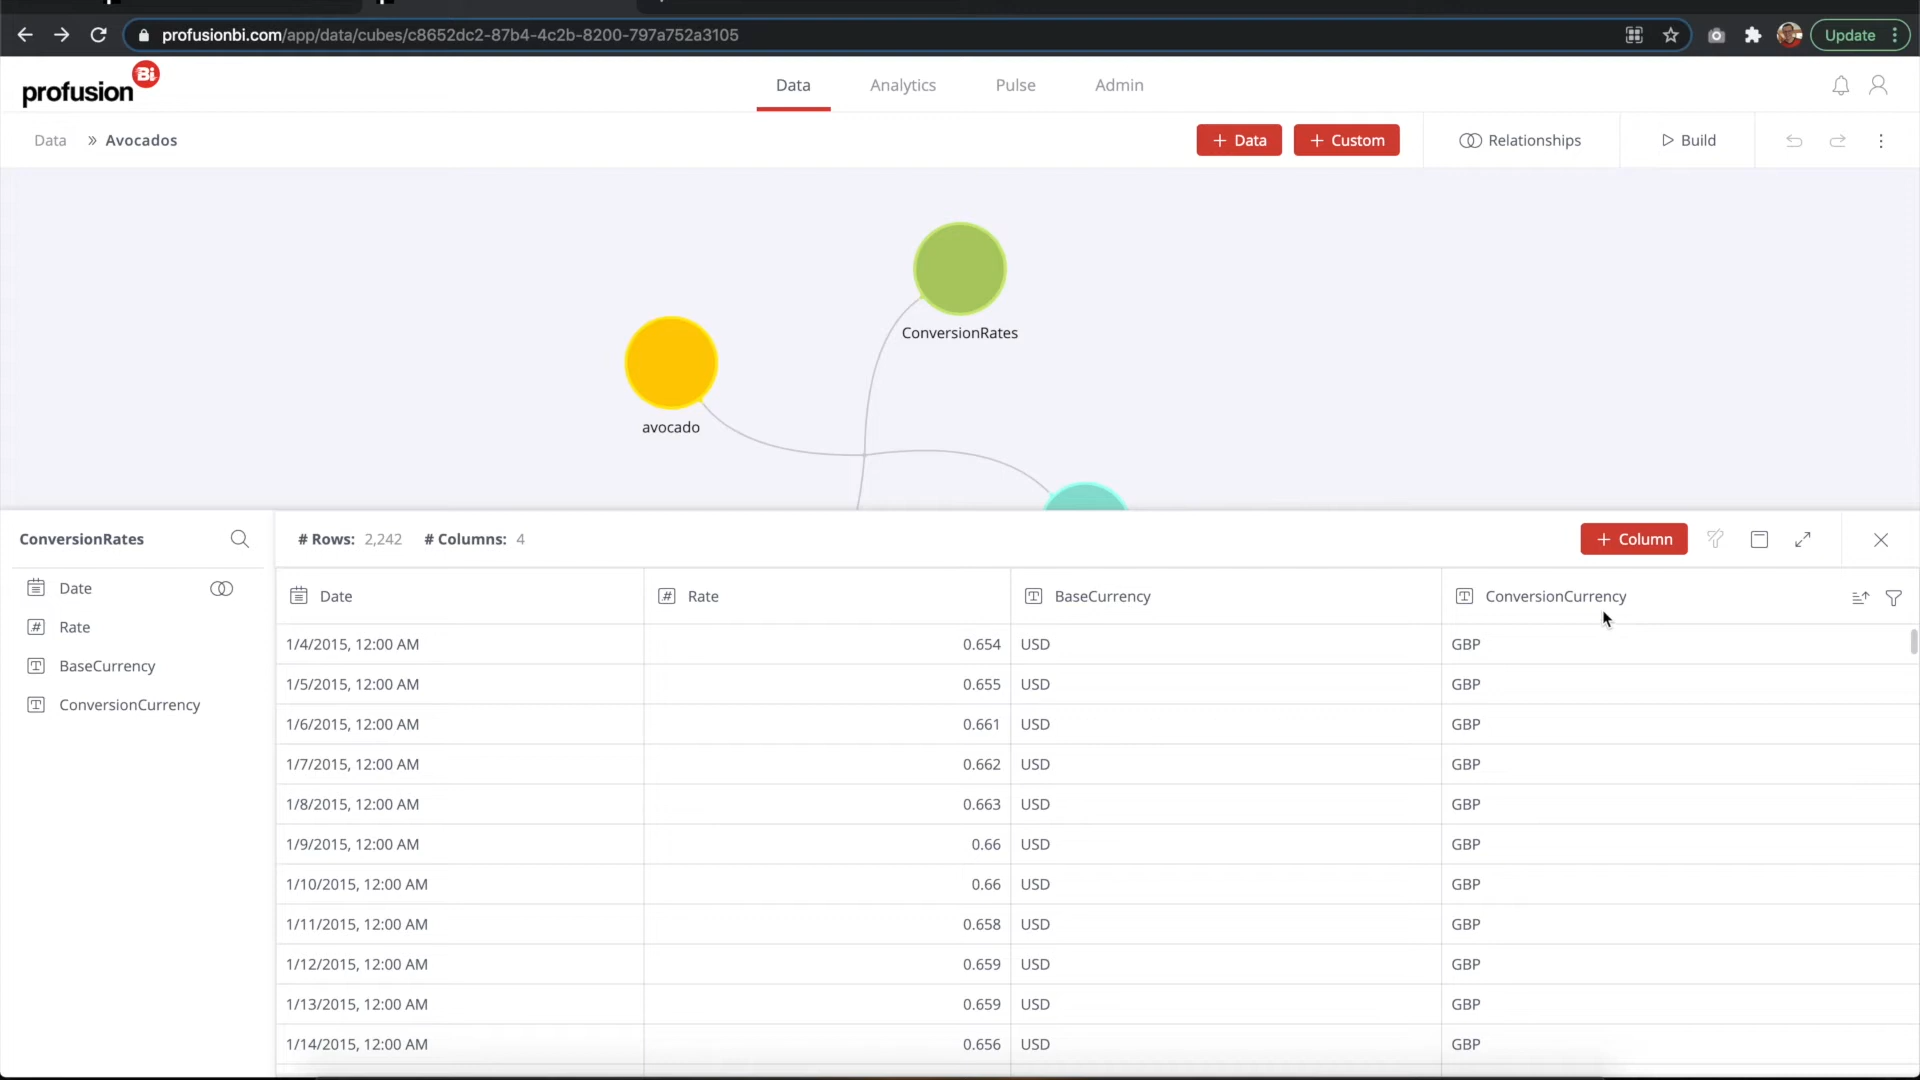 profusionbi.com/app/data/cubes/c8652dc2-87b4-4c2b-8200-797a752a3105
Update
profusion Bi
Data Analytics Pulse Admin
Data » Avocados
+ Data + Custom Relationships Build
ConversionRates
avocado
ConversionRates
# Rows: 2,242 # Columns: 4
+ Column
Date
Rate
BaseCurrency
ConversionCurrency
Date Rate BaseCurrency ConversionCurrency
1/4/2015, 12:00 AM 0.654 USD GBP
1/5/2015, 12:00 AM 0.655 USD GBP
1/6/2015, 12:00 AM 0.661 USD GBP
1/7/2015, 12:00 AM 0.662 USD GBP
1/8/2015, 12:00 AM 0.663 USD GBP
1/9/2015, 12:00 AM 0.66 USD GBP
1/10/2015, 12:00 AM 0.66 USD GBP
1/11/2015, 12:00 AM 0.658 USD GBP
1/12/2015, 12:00 AM 0.659 USD GBP
1/13/2015, 12:00 AM 0.659 USD GBP
1/14/2015, 12:00 AM 0.656 USD GBP